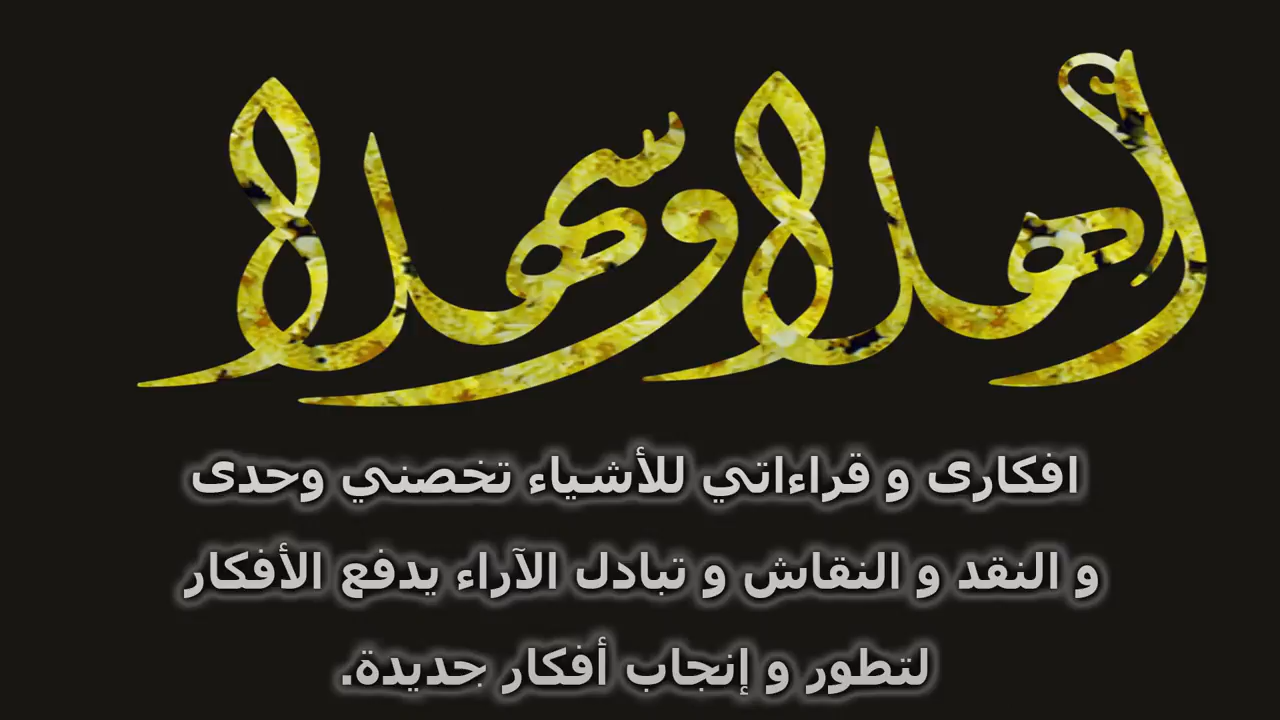 أهلا وسهلا
افكارى و قراءاتي للأشياء تخصني وحدى
و النقد و النقاش و تبادل الآراء يدفع الأفكار
لتطور و إنجاب أفكار جديدة.